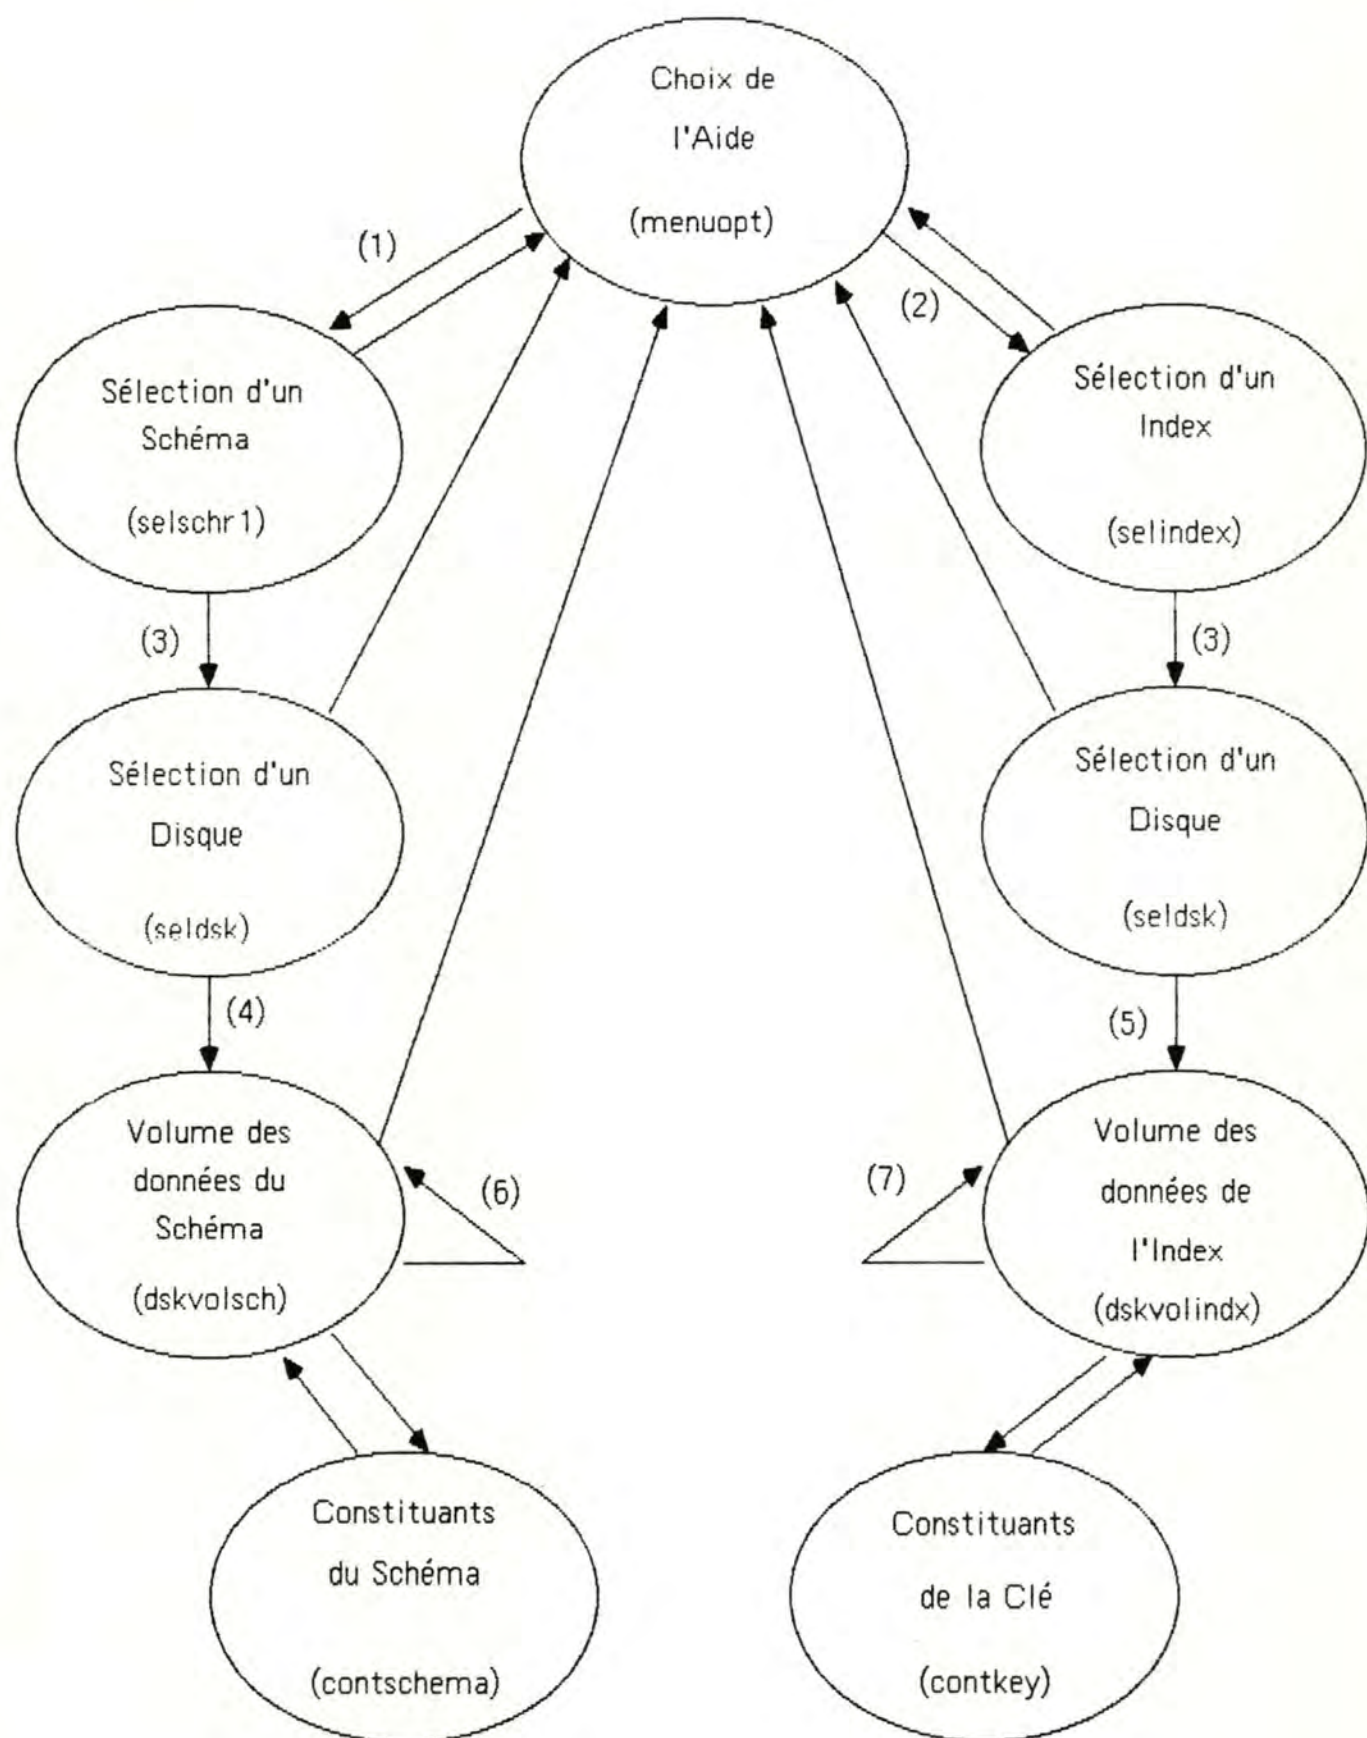 Choix de
l'Aide
(menuopt)
(1)
(2)
Sélection d'un
Schéma
(selschr1)
Sélection d'un
Index
(selindex)
(3)
(3)
Sélection d'un
Disque
(seldsk)
Sélection d'un
Disque
(seldsk)
(4)
(5)
Volume des
données du
Schéma
(dskvolsch)
(6)
(7)
Volume des
données de
l'Index
(dskvolindx)
Constituants
du Schéma
(contschema)
Constituants
de la Clé
(contkey)